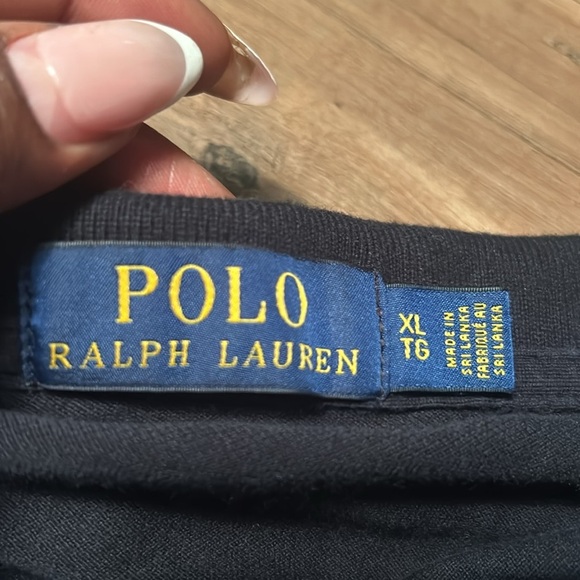 POLO
RALPH LAUREN
XL
TG
MADE IN
SRI LANKA
FABRIQUÉ AU
SRI LANKA